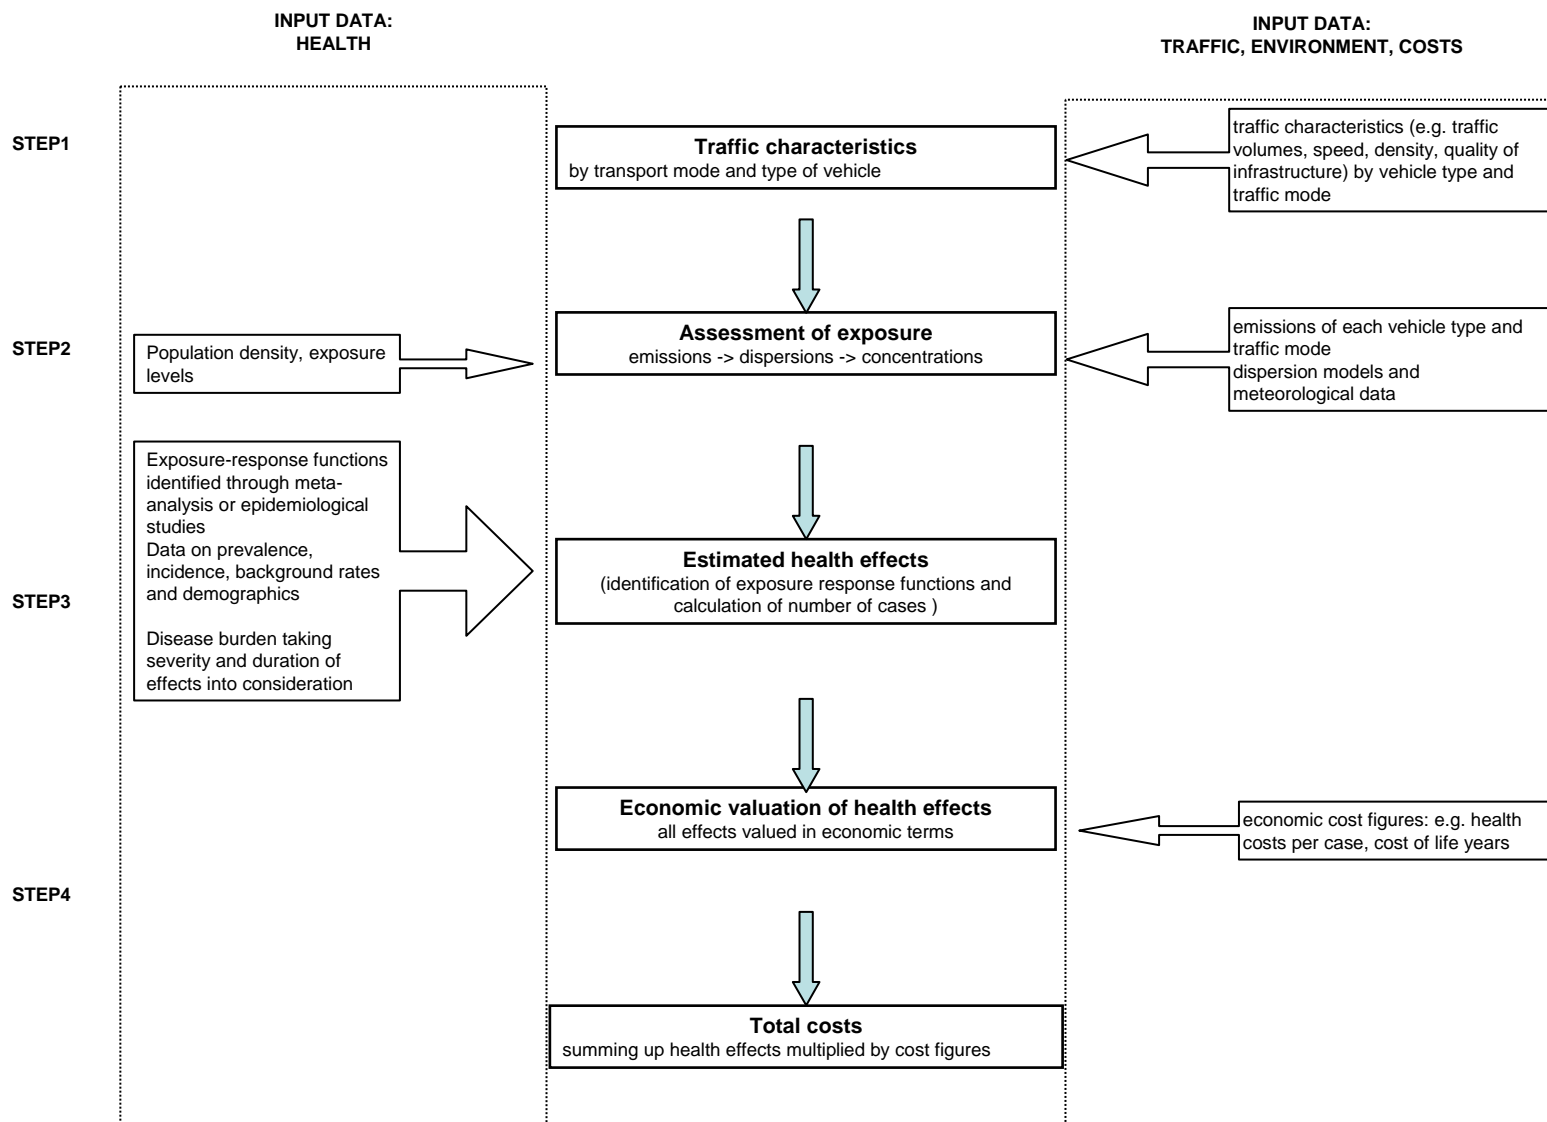 INPUT DATA:
HEALTH
INPUT DATA:
TRAFFIC, ENVIRONMENT, COSTS
STEP1
Traffic characteristics
by transport mode and type of vehicle
traffic characteristics (e.g. traffic
volumes, speed, density, quality of
infrastructure) by vehicle type and
traffic mode
STEP2
Population density, exposure
levels
Assessment of exposure
emissions -> dispersions -> concentrations
emissions of each vehicle type and
traffic mode
dispersion models and
meteorological data
Exposure-response functions
identified through meta-
analysis or epidemiological
studies
Data on prevalence,
incidence, background rates
and demographics
Disease burden taking
severity and duration of
effects into consideration
STEP3
Estimated health effects
(identification of exposure response functions and
calculation of number of cases )
Economic valuation of health effects
all effects valued in economic terms
economic cost figures: e.g. health
costs per case, cost of life years
STEP4
Total costs
summing up health effects multiplied by cost figures